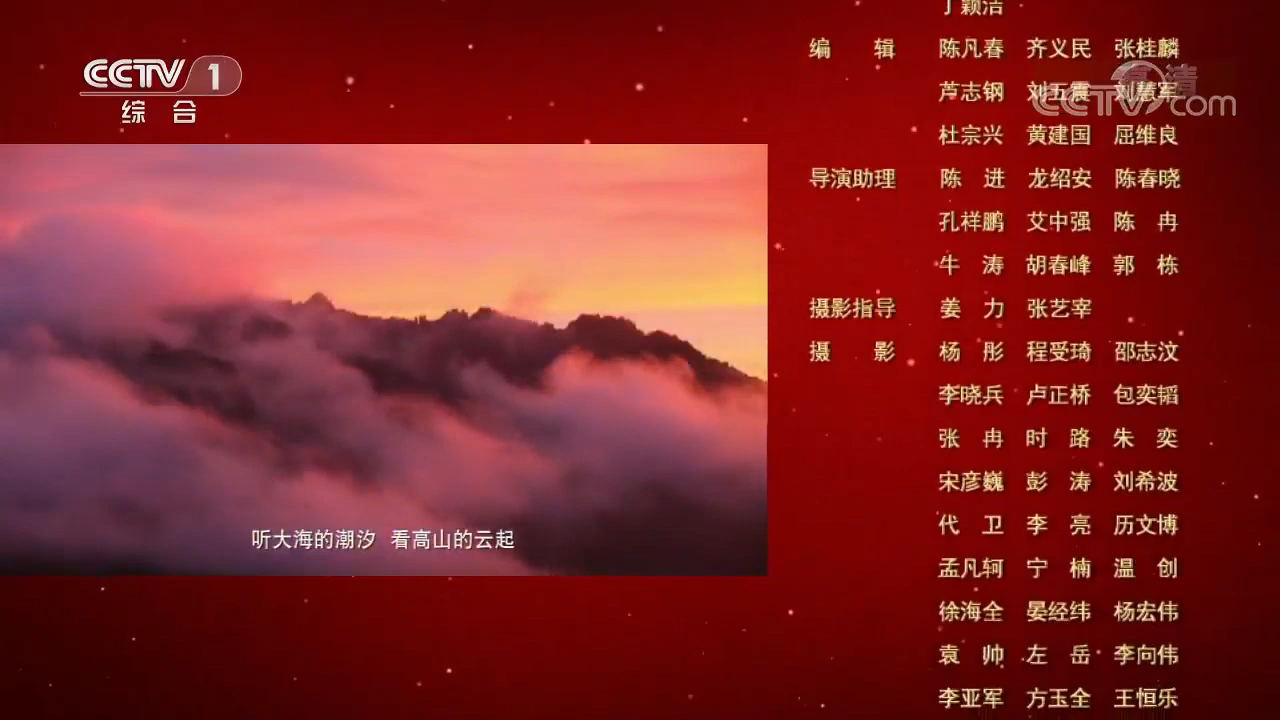 CCTV 1
综 合
丁颖洁
编 辑 陈凡春 齐义民 张桂麟
芦志钢 刘五震 刘慧军
高清
CCTV.com
杜宗兴 黄建国 屈维良
导演助理 陈 进 龙绍安 陈春晓
孔祥鹏 艾中强 陈 冉
牛 涛 胡春峰 郭 栋
摄影指导 姜 力 张艺宰
摄 影 杨 彤 程受琦 邵志汶
李晓兵 卢正桥 包奕韬
张 冉 时 路 朱 奕
宋彦巍 彭 涛 刘希波
代 卫 李 亮 历文博
孟凡轲 宁 楠 温 创
徐海全 晏经纬 杨宏伟
袁 帅 左 岳 李向伟
李亚军 方玉全 王恒乐
听大海的潮汐 看高山的云起